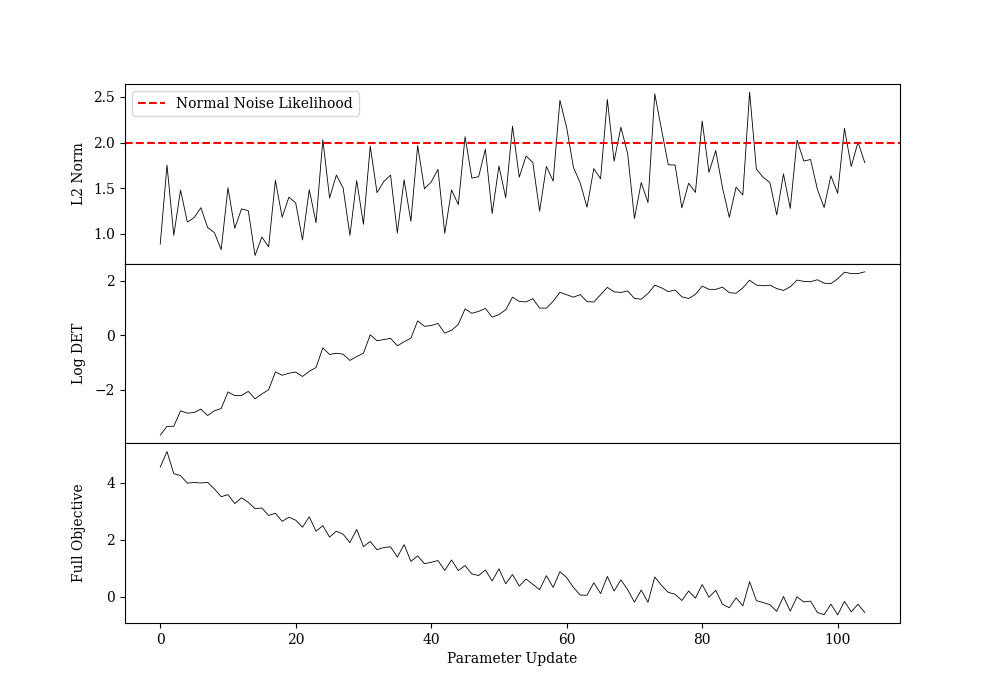 2.5
2.0
1.5
1.0
L2 Norm
Normal Noise Likelihood
2
0
−2
Log DET
4
2
0
Full Objective
0 20 40 60 80 100
Parameter Update